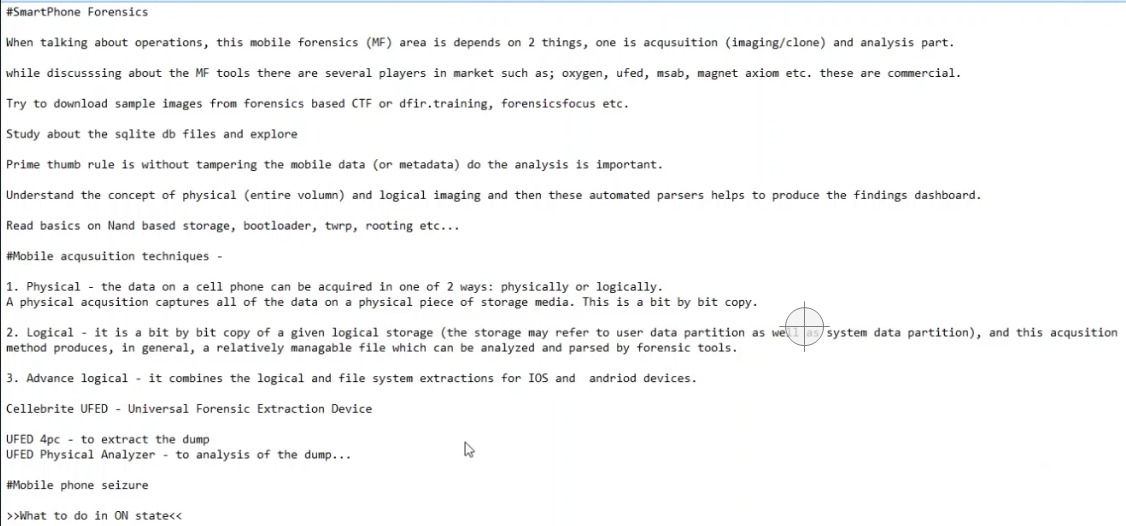 #SmartPhone Forensics
When talking about operations, this mobile forensics (MF) area is depends on 2 things, one is acqusuition (imaging/clone) and analysis part.
while discusssing about the MF tools there are several players in market such as; oxygen, ufed, msab, magnet axiom etc. these are commercial.
Try to download sample images from forensics based CTF or dfir.training, forensicsfocus etc.
Study about the sqlite db files and explore
Prime thumb rule is without tampering the mobile data (or metadata) do the analysis is important.
Understand the concept of physical (entire volumn) and logical imaging and then these automated parsers helps to produce the findings dashboard.
Read basics on Nand based storage, bootloader, twrp, rooting etc...
#Mobile acqusuition techniques -
1. Physical - the data on a cell phone can be acquired in one of 2 ways: physically or logically.
A physical acqusition captures all of the data on a physical piece of storage media. This is a bit by bit copy.
2. Logical - it is a bit by bit copy of a given logical storage (the storage may refer to user data partition as well as system data partition), and this acqusition
method produces, in general, a relatively managable file which can be analyzed and parsed by forensic tools.
3. Advance logical - it combines the logical and file system extractions for IOS and  andriod devices.
Cellebrite UFED - Universal Forensic Extraction Device
UFED 4pc - to extract the dump
UFED Physical Analyzer - to analysis of the dump...
#Mobile phone seizure
>>What to do in ON state<<